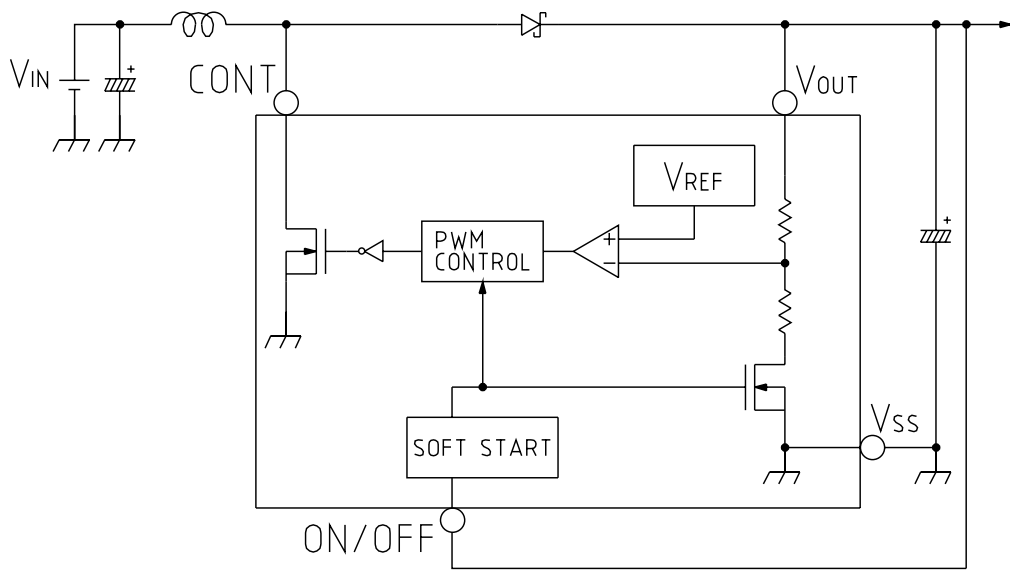 VIN
+
CONT
VOUT
VREF
+
PWM
CONTROL
+
−
SOFT START
VSS
ON/OFF